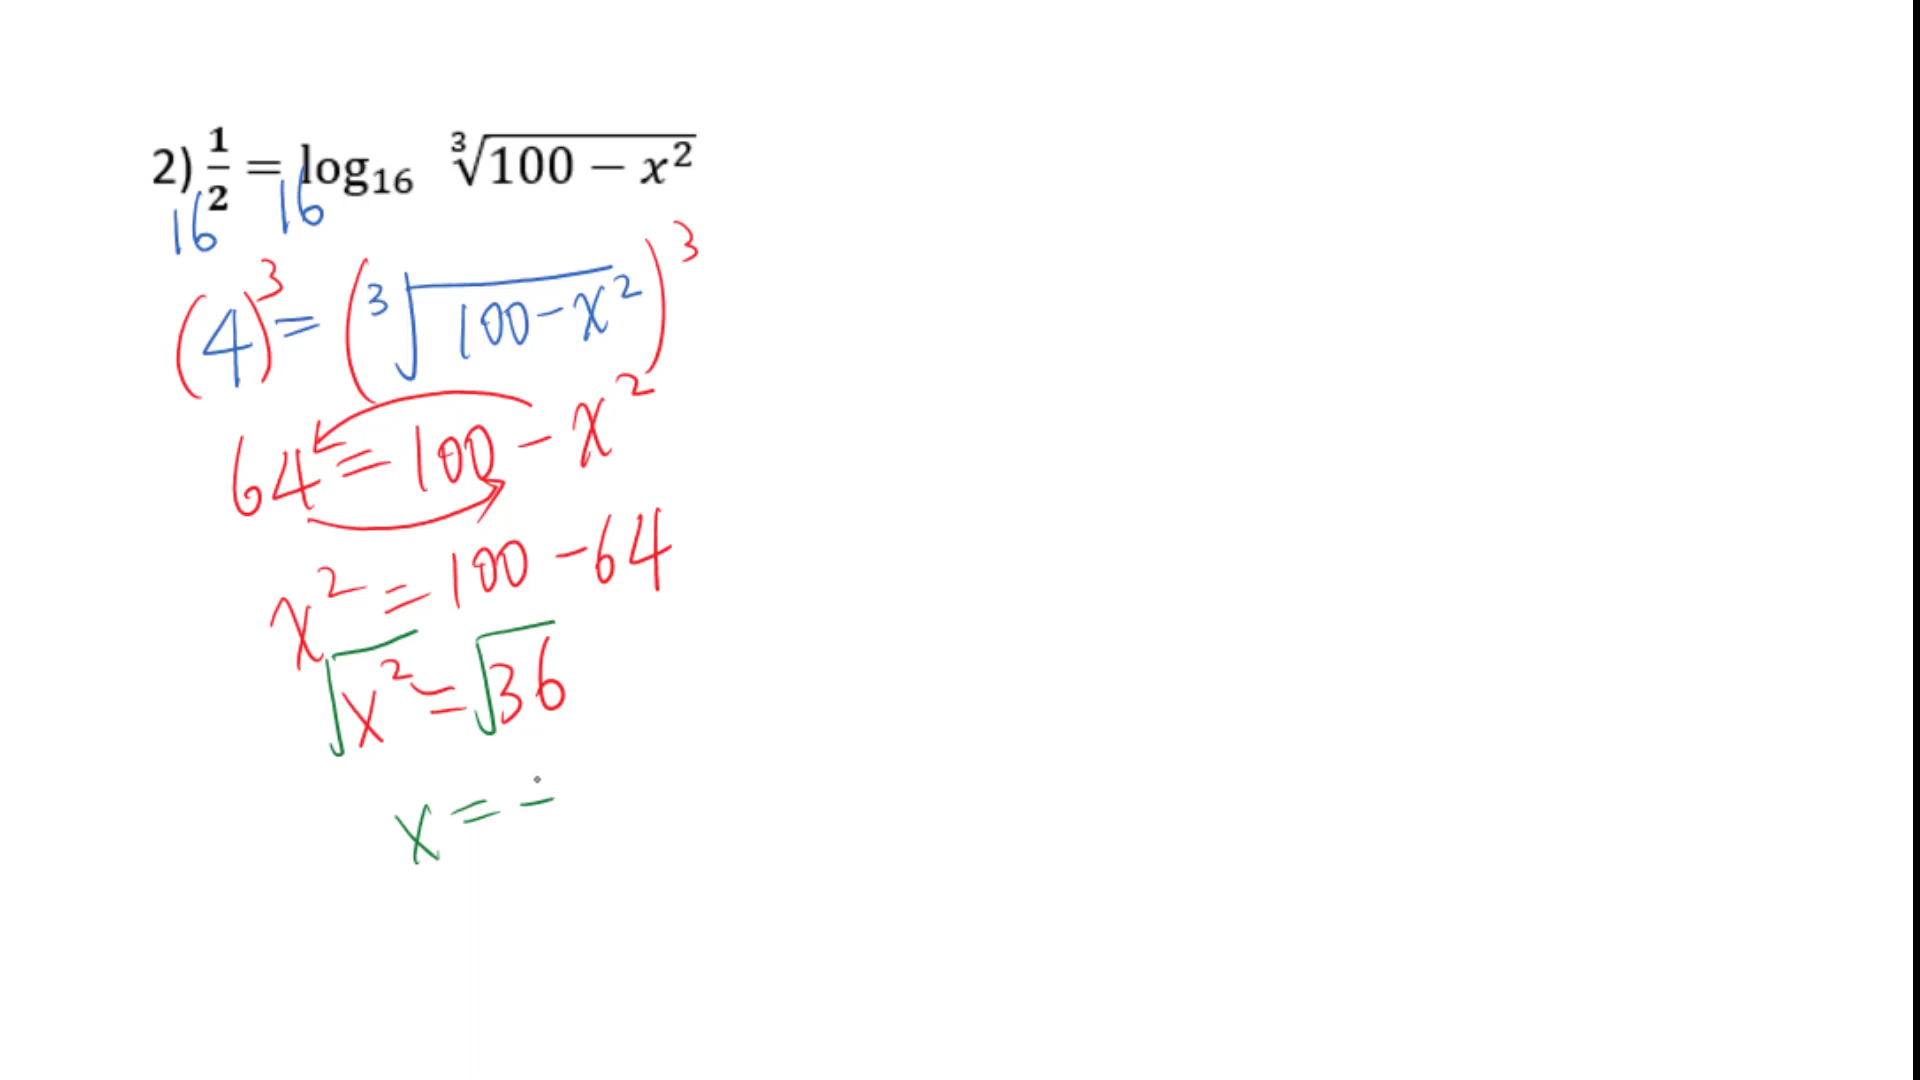 2) 1/2 = log₁₆ ∛(100 − x²)
16 16
(4)³ = (∛(100 − x²))³
64 = 100 − x²
x² = 100 − 64
√x² = √36
x = −